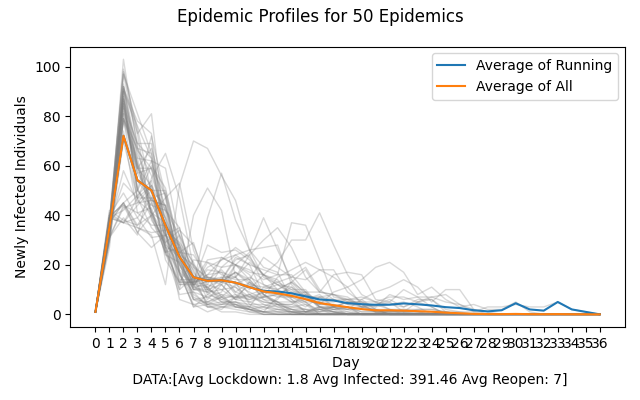 Epidemic Profiles for 50 Epidemics
Average of Running
Average of All
Newly Infected Individuals
100
80
60
40
20
0
0 1 2 3 4 5 6 7 8 9 10 11 12 13 14 15 16 17 18 19 20 21 22 23 24 25 26 27 28 29 30 31 32 33 34 35 36
Day
DATA:[Avg Lockdown: 1.8 Avg Infected: 391.46 Avg Reopen: 7]